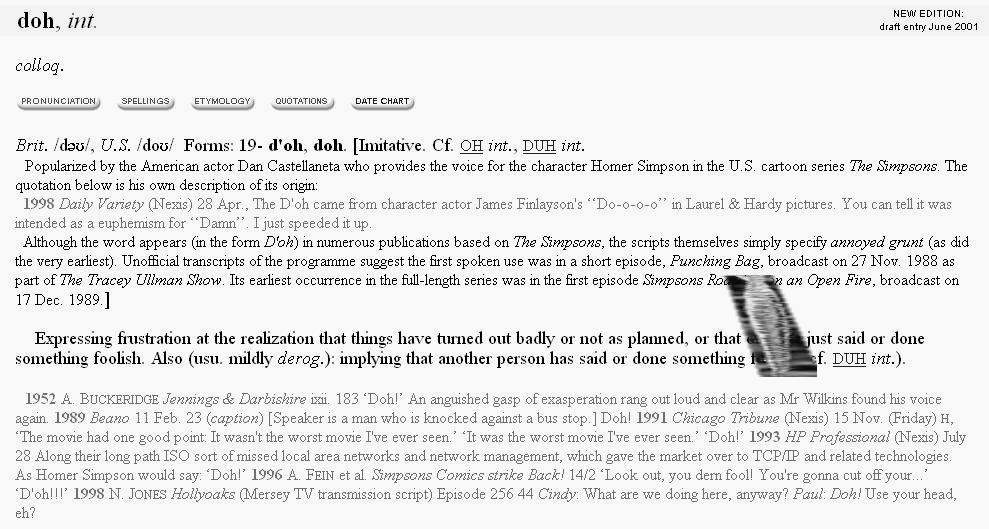 doh, int.
NEW EDITION:
draft entry June 2001
colloq.
PRONUNCIATION SPELLINGS ETYMOLOGY QUOTATIONS DATE CHART
Brit. /dəʊ/, U.S. /doʊ/ Forms: 19- d'oh, doh. [Imitative. Cf. OH int., DUH int.
Popularized by the American actor Dan Castellaneta who provides the voice for the character Homer Simpson in the U.S. cartoon series The Simpsons. The
quotation below is his own description of its origin:
1998 Daily Variety (Nexis) 28 Apr., The D'oh came from character actor James Finlayson's ‘‘Do-o-o-o’’ in Laurel & Hardy pictures. You can tell it was
intended as a euphemism for ‘‘Damn’’. I just speeded it up.
Although the word appears (in the form D'oh) in numerous publications based on The Simpsons, the scripts themselves simply specify annoyed grunt (as did
the very earliest). Unofficial transcripts of the programme suggest the first spoken use was in a short episode, Punching Bag, broadcast on 27 Nov. 1988 as
part of The Tracey Ullman Show. Its earliest occurrence in the full-length series was in the first episode Simpsons an Open Fire, broadcast on
17 Dec. 1989.]
Expressing frustration at the realization that things have turned out badly or not as planned, or that just said or done
something foolish. Also (usu. mildly derog.): implying that another person has said or done something DUH int.).
1952 A. BUCKERIDGE Jennings & Darbishire ixii. 183 ‘Doh!’ An anguished gasp of exasperation rang out loud and clear as Mr Wilkins found his voice
again. 1989 Beano 11 Feb. 23 (caption) [Speaker is a man who is knocked against a bus stop.] Doh! 1991 Chicago Tribune (Nexis) 15 Nov. (Friday) H,
‘The movie had one good point: It wasn't the worst movie I've ever seen.’ ‘It was the worst movie I've ever seen.’ ‘Doh!’ 1993 HP Professional (Nexis) July
28 Along their long path ISO sort of missed local area networks and network management, which gave the market over to TCP/IP and related technologies.
As Homer Simpson would say: ‘Doh!’ 1996 A. FEIN et al. Simpsons Comics strike Back! 14/2 ‘Look out, you dern fool! You're gonna cut off your...’
‘D'oh!!!’ 1998 N. JONES Hollyoaks (Mersey TV transmission script) Episode 256 44 Cindy: What are we doing here, anyway? Paul: Doh! Use your head,
eh?